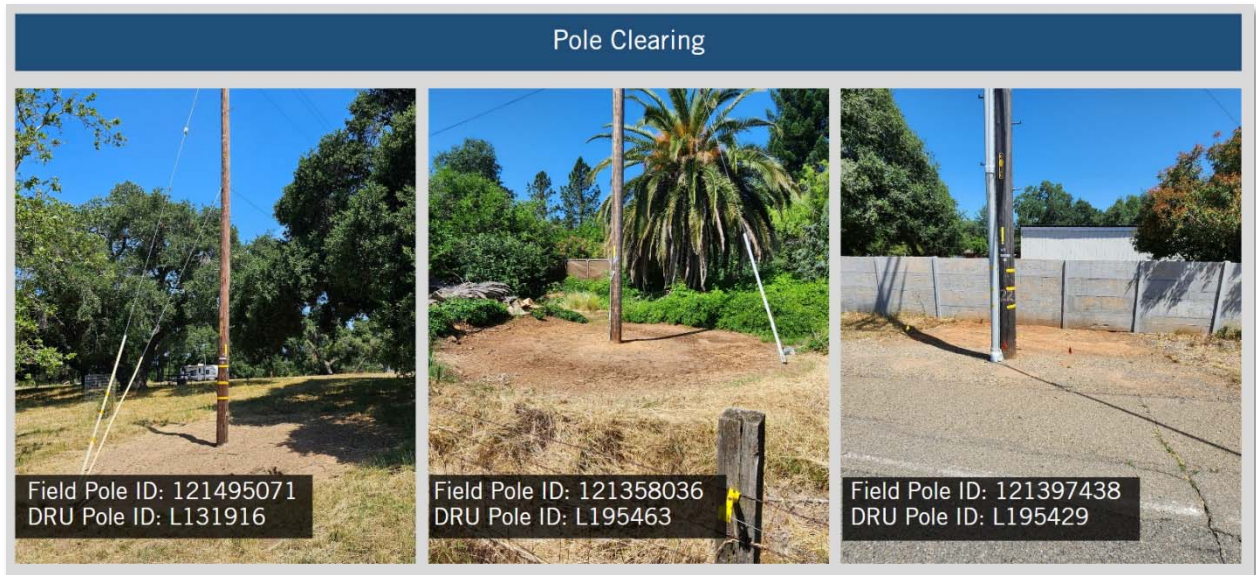 Pole Clearing
Field Pole ID: 121495071
DRU Pole ID: L131916
Field Pole ID: 121358036
DRU Pole ID: L195463
Field Pole ID: 121397438
DRU Pole ID: L195429